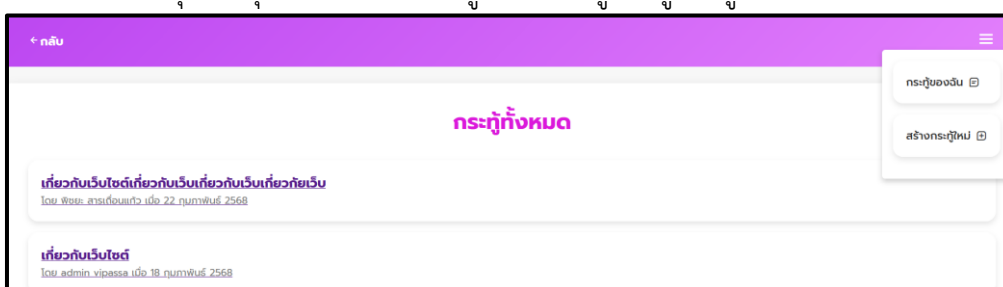 ← กลับ
กระทู้ของฉัน
สร้างกระทู้ใหม่
กระทู้ทั้งหมด
เกี่ยวกับเว็บไซต์เกี่ยวกับเว็บเกี่ยวกับเว็บเกี่ยวกัยเว็บ
โดย พิชยะ สารเถื่อนแก้ว เมื่อ 22 กุมภาพันธ์ 2568
เกี่ยวกับเว็บไซต์
โดย admin vipassa เมื่อ 18 กุมภาพันธ์ 2568